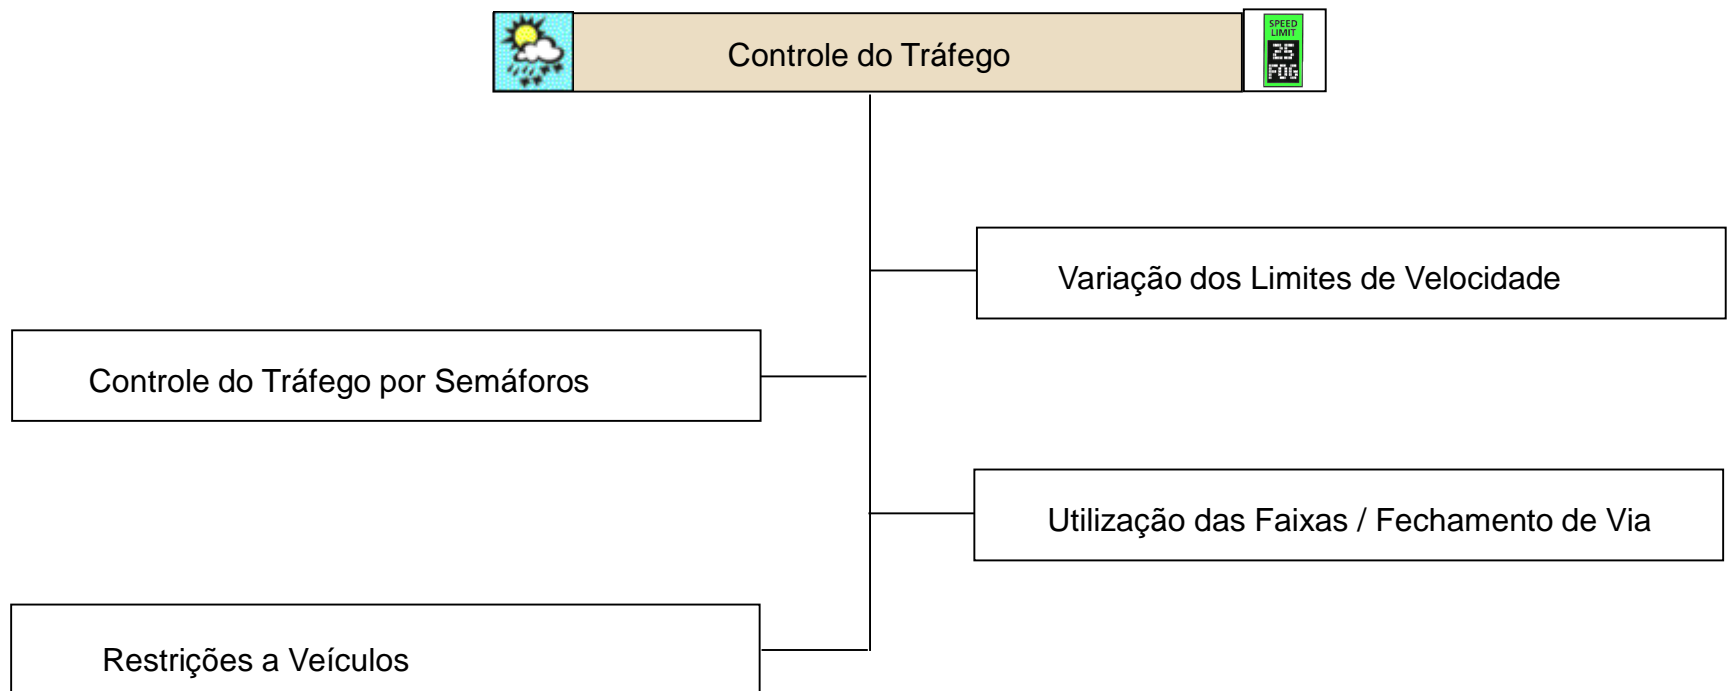 Controle do Tráfego
SPEED
LIMIT
25
FOG
Variação dos Limites de Velocidade
Controle do Tráfego por Semáforos
Utilização das Faixas / Fechamento de Via
Restrições a Veículos